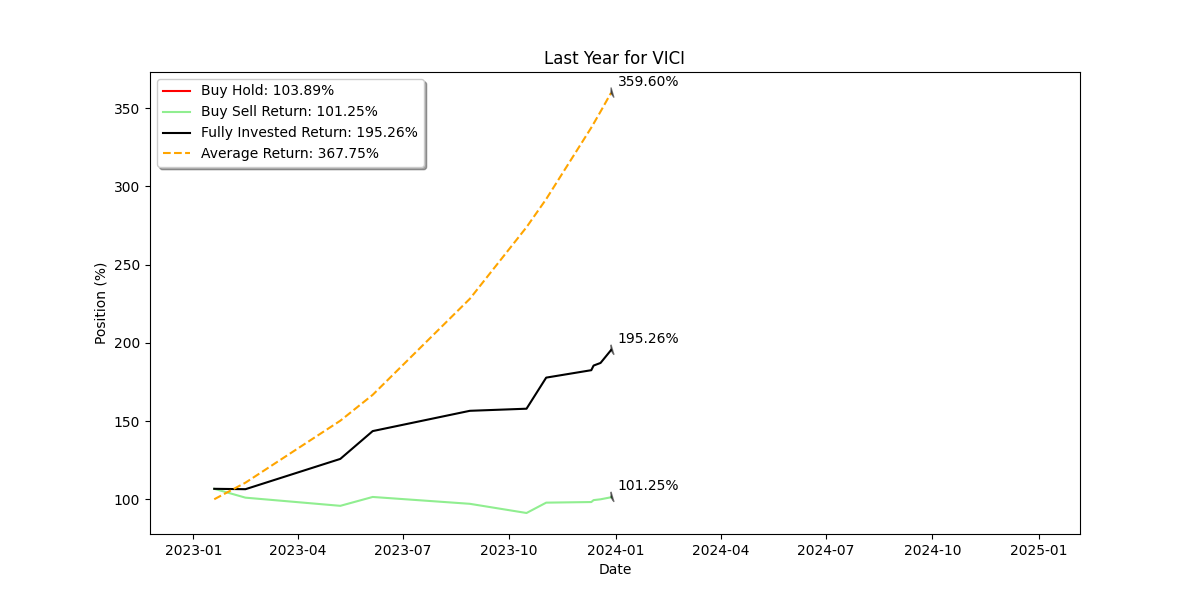 Last Year for VICI
Buy Hold: 103.89%
Buy Sell Return: 101.25%
Fully Invested Return: 195.26%
Average Return: 367.75%
359.60%
195.26%
101.25%
Position (%)
350
300
250
200
150
100
2023-01
2023-04
2023-07
2023-10
2024-01
2024-04
2024-07
2024-10
2025-01
Date